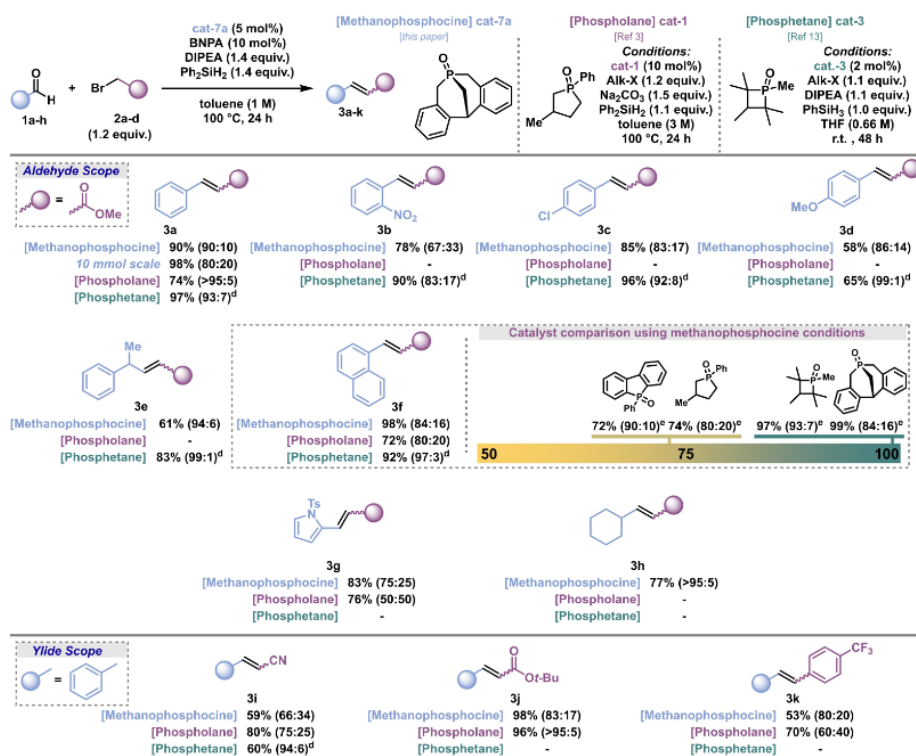 cat-7a (5 mol%)
BNPA (10 mol%)
DIPEA (1.4 equiv.)
Ph2SiH2 (1.4 equiv.)
toluene (1 M)
100 °C, 24 h
O
H
1a-h
+
Br
2a-d
(1.2 equiv.)
3a-k
[Methanophosphocine] cat-7a
[this paper]
O
P
[Phospholane] cat-1
[Ref 3]
Conditions:
cat-1 (10 mol%)
Alk-X (1.2 equiv.)
Na2CO3 (1.5 equiv.)
Ph2SiH2 (1.1 equiv.)
toluene (3 M)
100 °C, 24 h
O
P
Ph
Me
[Phosphetane] cat-3
[Ref 13]
Conditions:
cat.-3 (2 mol%)
Alk-X (1.1 equiv.)
DIPEA (1.1 equiv.)
PhSiH3 (1.0 equiv.)
THF (0.66 M)
r.t. , 48 h
O
P
Me
Aldehyde Scope
=
O
OMe
3a
[Methanophosphocine] 90% (90:10)
10 mmol scale 98% (80:20)
[Phospholane] 74% (>95:5)
[Phosphetane] 97% (93:7)d
NO2
3b
78% (67:33)
[Phospholane] -
[Phosphetane] 90% (83:17)d
Cl
3c
[Methanophosphocine] 85% (83:17)
[Phospholane] -
[Phosphetane] 96% (92:8)d
MeO
3d
[Methanophosphocine] 58% (86:14)
[Phospholane] -
[Phosphetane] 65% (99:1)d
Me
3e
[Methanophosphocine] 61% (94:6)
[Phospholane] -
[Phosphetane] 83% (99:1)d
3f
[Methanophosphocine] 98% (84:16)
[Phospholane] 72% (80:20)
[Phosphetane] 92% (97:3)d
Catalyst comparison using methanophosphocine conditions
P
Ph
O
O
P
Ph
Me
O
P
Me
O
P
72% (90:10)e 74% (80:20)e 97% (93:7)e 99% (84:16)e
50 75 100
Ts
N
3g
[Methanophosphocine] 83% (75:25)
[Phospholane] 76% (50:50)
[Phosphetane] -
3h
[Methanophosphocine] 77% (>95:5)
[Phospholane] -
[Phosphetane] -
Ylide Scope
=
CN
3i
[Methanophosphocine] 59% (66:34)
[Phospholane] 80% (75:25)
[Phosphetane] 60% (94:6)d
O
Ot-Bu
3j
[Methanophosphocine] 98% (83:17)
[Phospholane] 96% (>95:5)
[Phosphetane] -
CF3
3k
[Methanophosphocine] 53% (80:20)
[Phospholane] 70% (60:40)
[Phosphetane] -